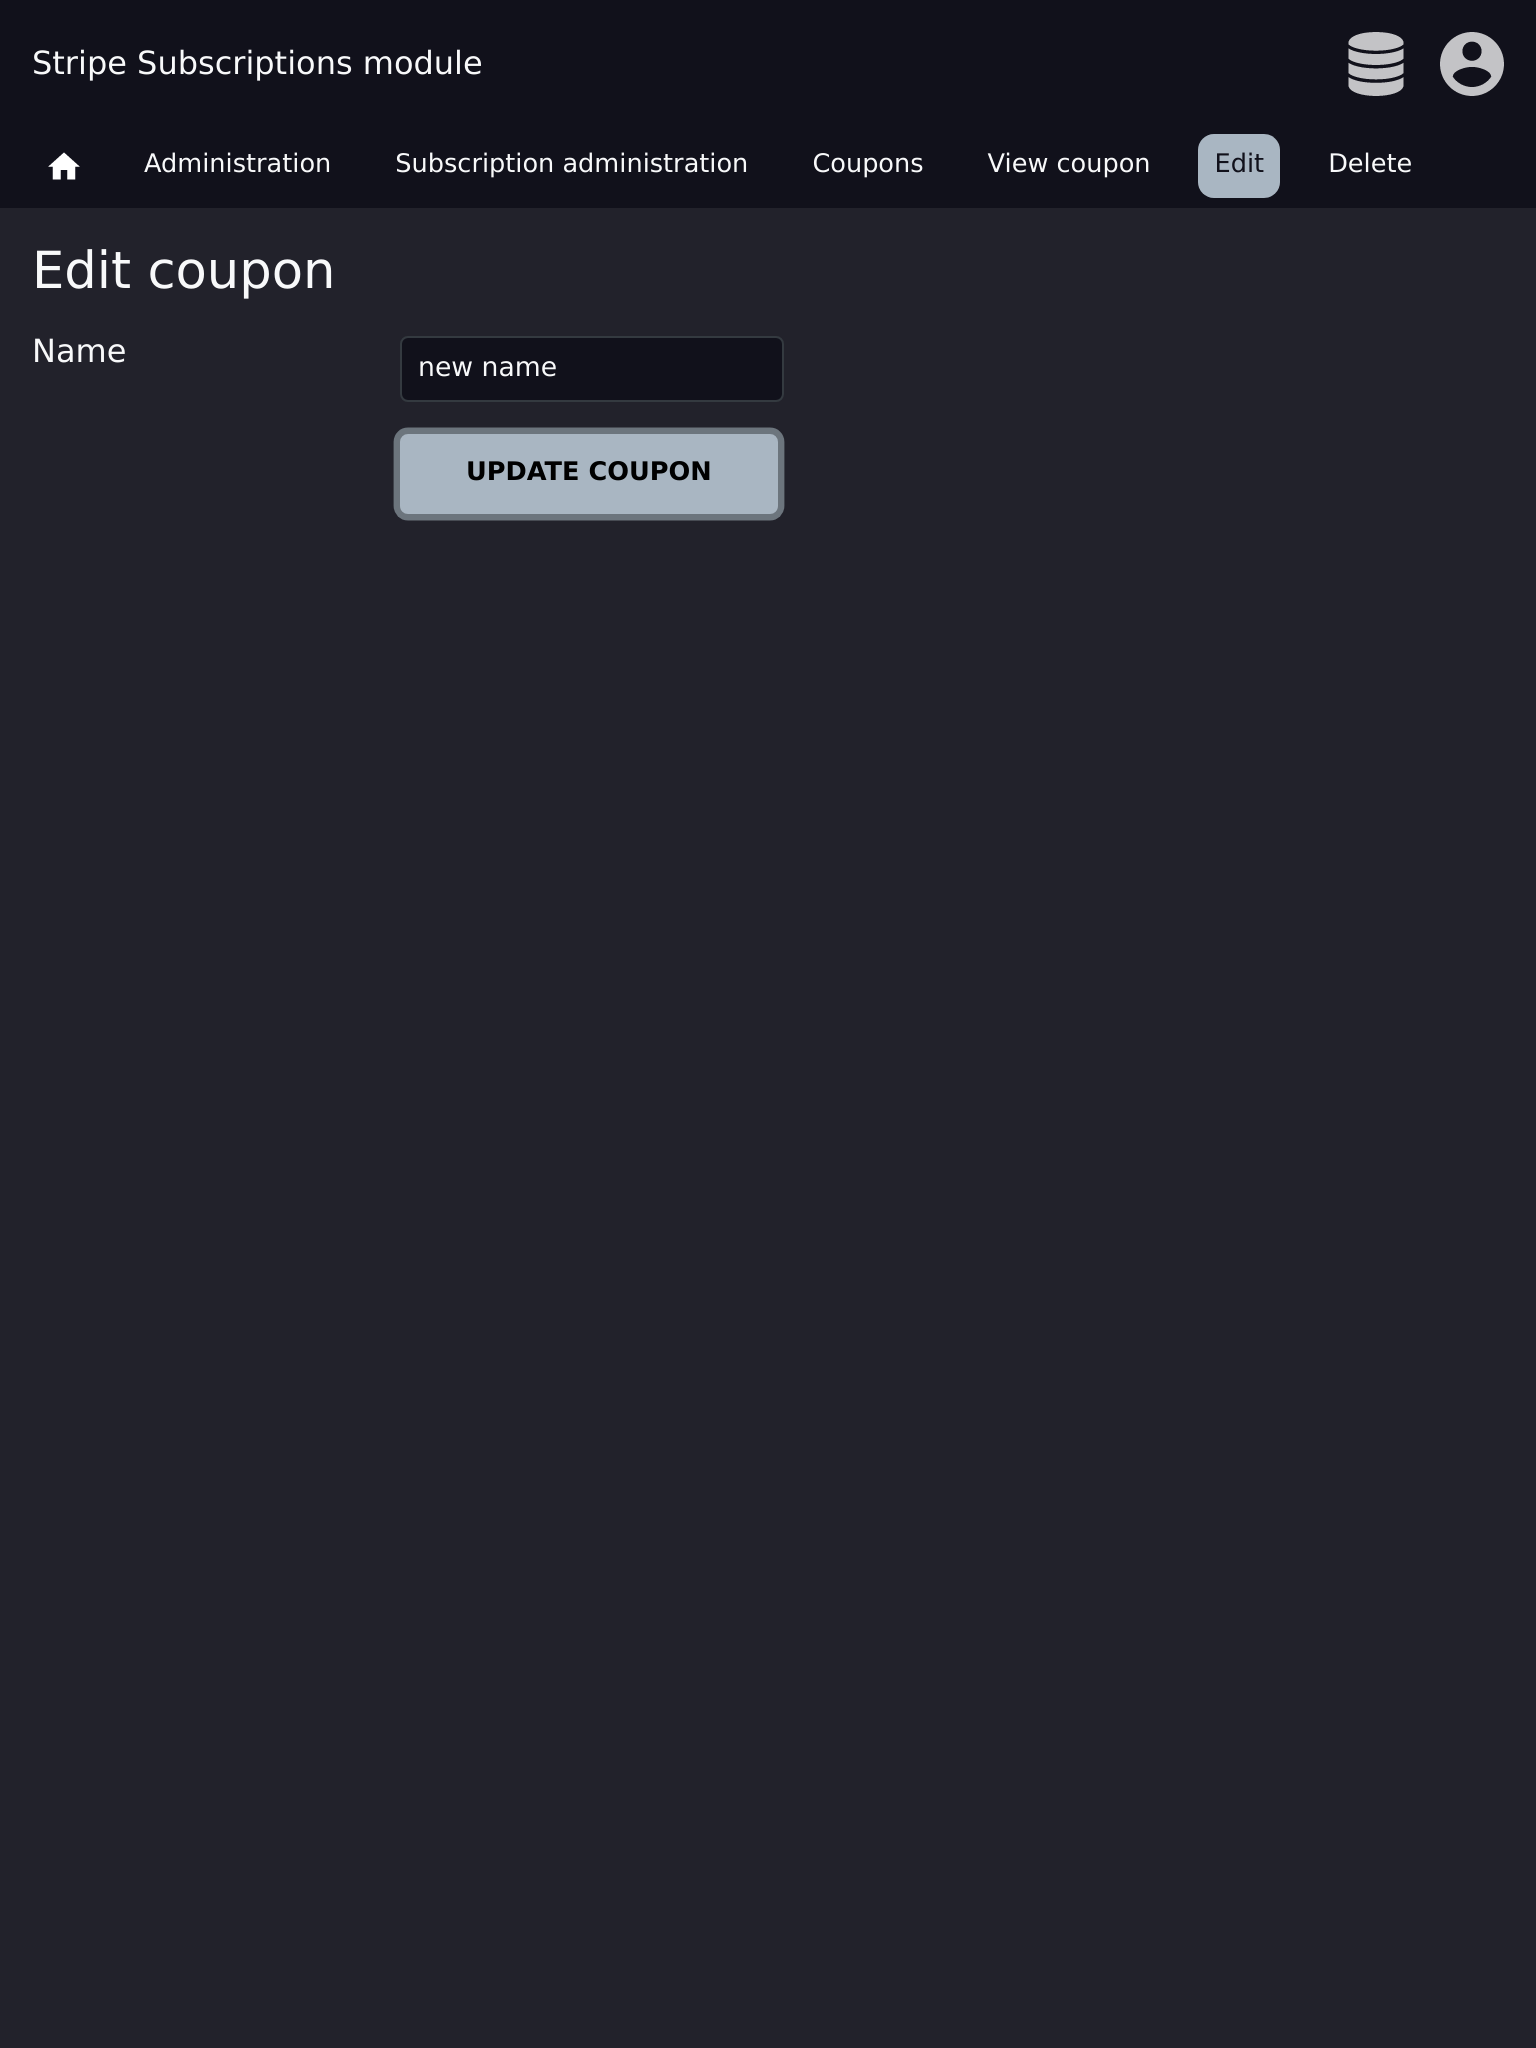 Stripe Subscriptions module
Administration Subscription administration Coupons View coupon Edit Delete
Edit coupon
Name new name
UPDATE COUPON